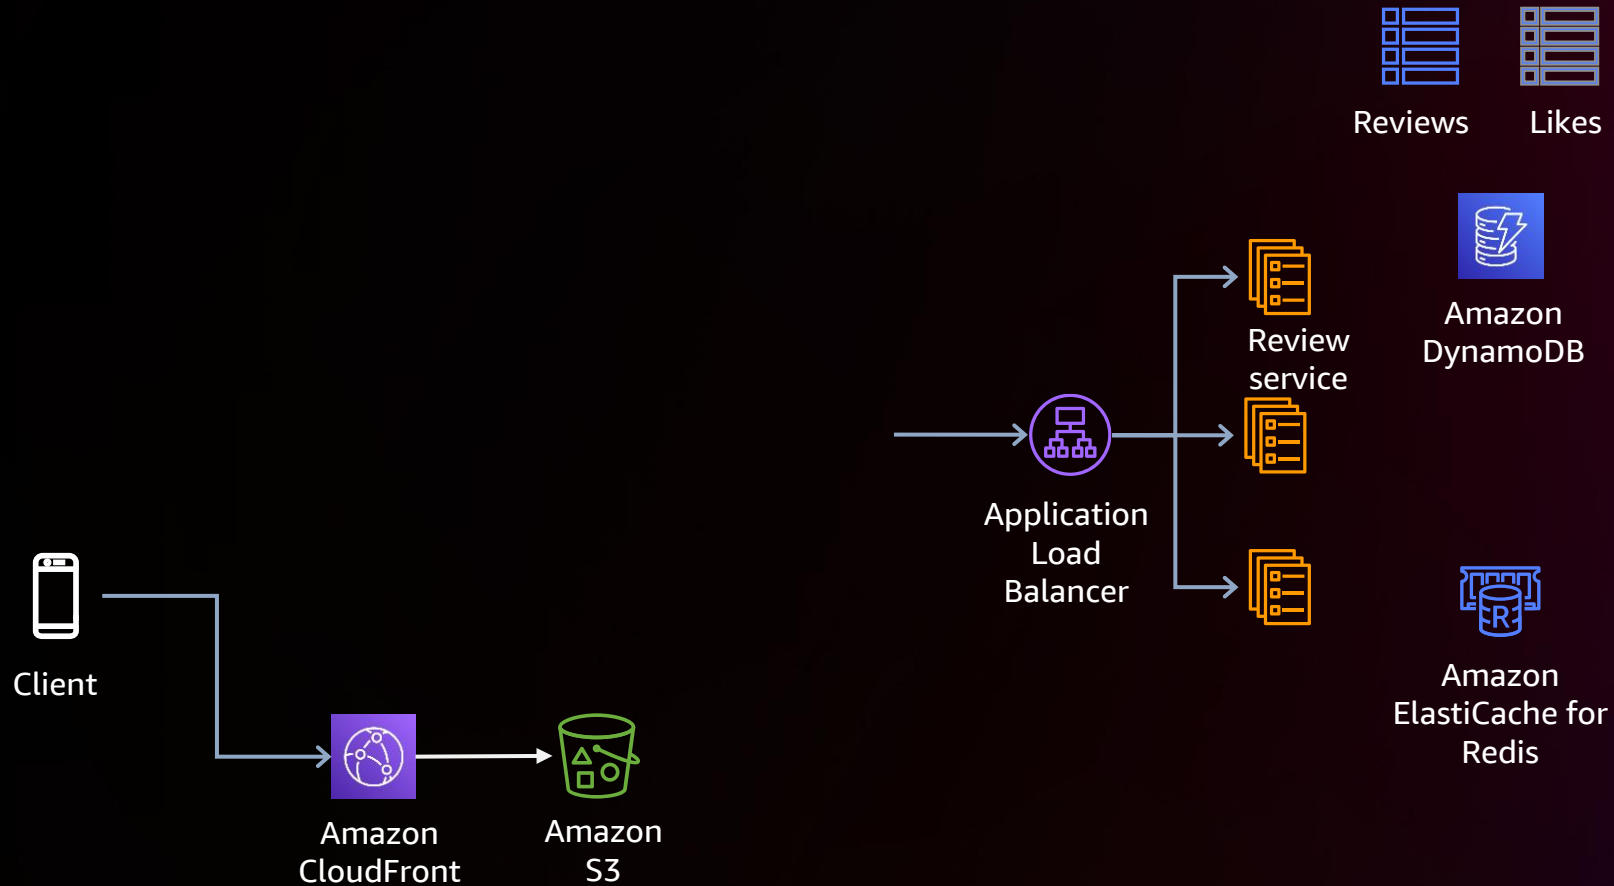 Reviews
Likes
Amazon
DynamoDB
Review
service
Application
Load
Balancer
Client
R
Amazon
ElastiCache for
Redis
Amazon
CloudFront
Amazon
S3